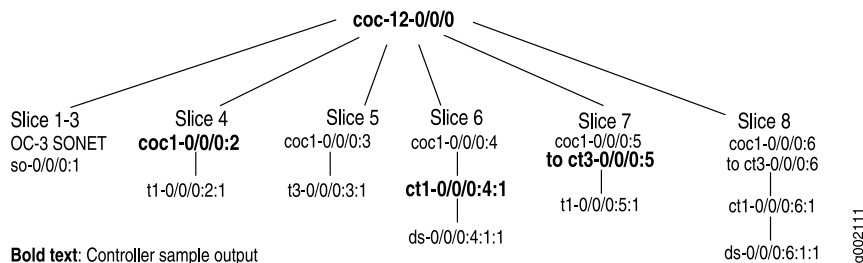 coc-12-0/0/0
Slice 1-3
OC-3 SONET
so-0/0/0:1
Slice 4
coc1-0/0/0:2
t1-0/0/0:2:1
Slice 5
coc1-0/0/0:3
t3-0/0/0:3:1
Slice 6
coc1-0/0/0:4
ct1-0/0/0:4:1
ds-0/0/0:4:1:1
Slice 7
coc1-0/0/0:5
to ct3-0/0/0:5
t1-0/0/0:5:1
Slice 8
coc1-0/0/0:6
to ct3-0/0/0:6
ct1-0/0/0:6:1
ds-0/0/0:6:1:1
Bold text: Controller sample output
g002111